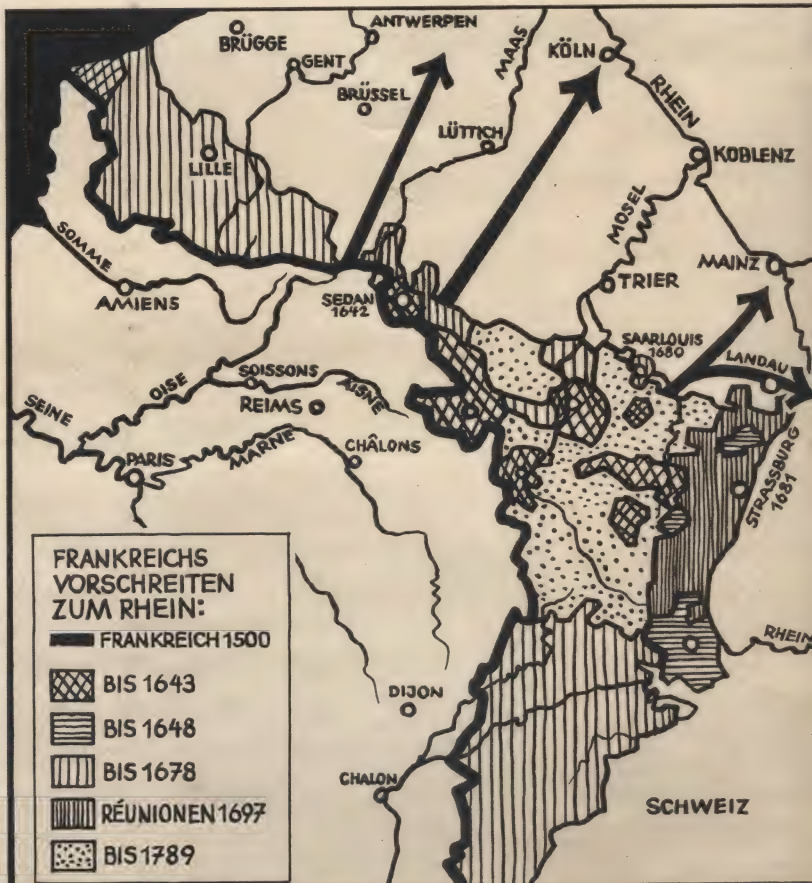 ANTWERPEN
BRÜGGE
GENT
MAAS
KÖLN
RHEIN
BRÜSSEL
LÜTTICH
KOBLENZ
LILLE
MOSEL
SOMME
MAINZ
AMIENS
SEDAN
1642
TRIER
SAARLOUIS
1680
LANDAU
OISE
SOISSONS
AISNE
SEINE
REIMS
PARIS
MARNE
CHÂLONS
STRASSBURG
1681
FRANKREICHS
VORSCHREITEN
ZUM RHEIN:
FRANKREICH 1500
BIS 1643
BIS 1648
BIS 1678
RÉUNIONEN 1697
BIS 1789
RHEIN
DIJON
CHALON
SCHWEIZ